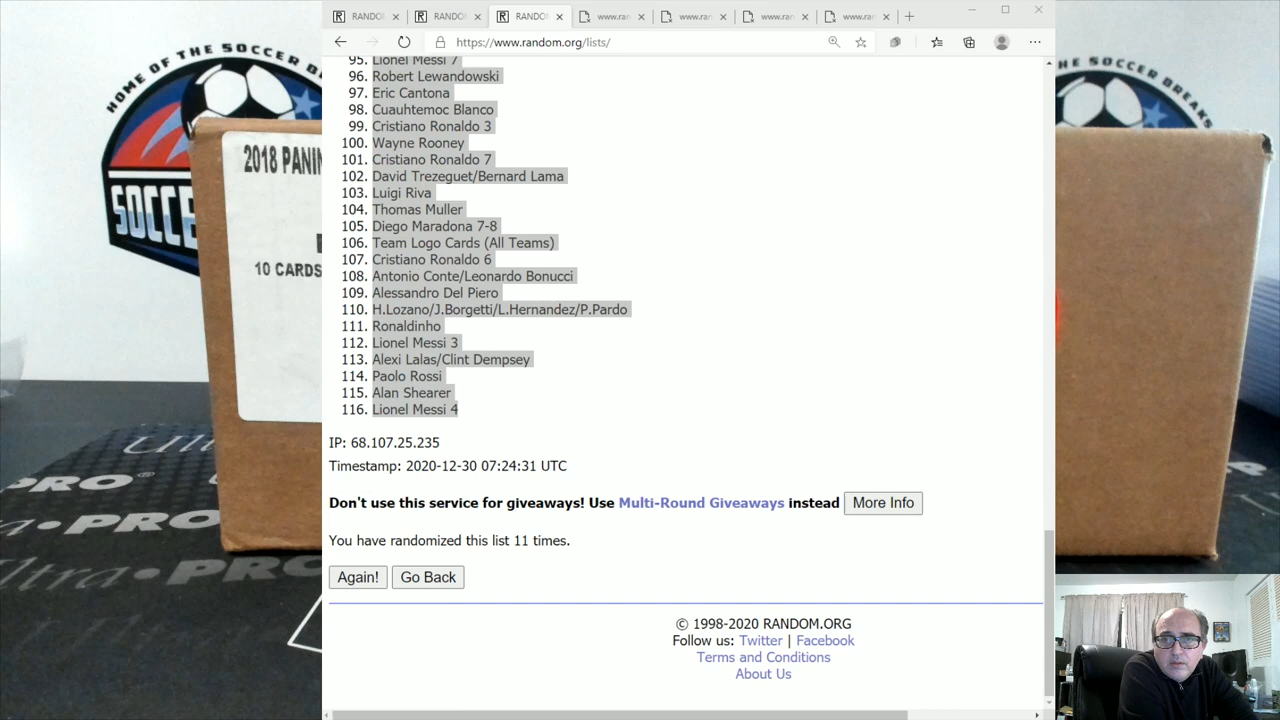 RANDOM
RANDOM
RANDOM
www.ran
www.ran
www.ran
www.ran
https://www.random.org/lists/
HOME OF THE SOCCER BREAKS
SOCCE
2018 PANIN
10 CARDS
95. Lionel Messi 7
96. Robert Lewandowski
97. Eric Cantona
98. Cuauhtemoc Blanco
99. Cristiano Ronaldo 3
100. Wayne Rooney
101. Cristiano Ronaldo 7
102. David Trezeguet/Bernard Lama
103. Luigi Riva
104. Thomas Muller
105. Diego Maradona 7-8
106. Team Logo Cards (All Teams)
107. Cristiano Ronaldo 6
108. Antonio Conte/Leonardo Bonucci
109. Alessandro Del Piero
110. H.Lozano/J.Borgetti/L.Hernandez/P.Pardo
111. Ronaldinho
112. Lionel Messi 3
113. Alexi Lalas/Clint Dempsey
114. Paolo Rossi
115. Alan Shearer
116. Lionel Messi 4
IP: 68.107.25.235
Timestamp: 2020-12-30 07:24:31 UTC
Don't use this service for giveaways! Use Multi-Round Giveaways instead More Info
You have randomized this list 11 times.
Again! Go Back
© 1998-2020 RANDOM.ORG
Follow us: Twitter | Facebook
Terms and Conditions
About Us
SOCCER BREAKS
Ultra
PRO
PRO
Ultra PRO